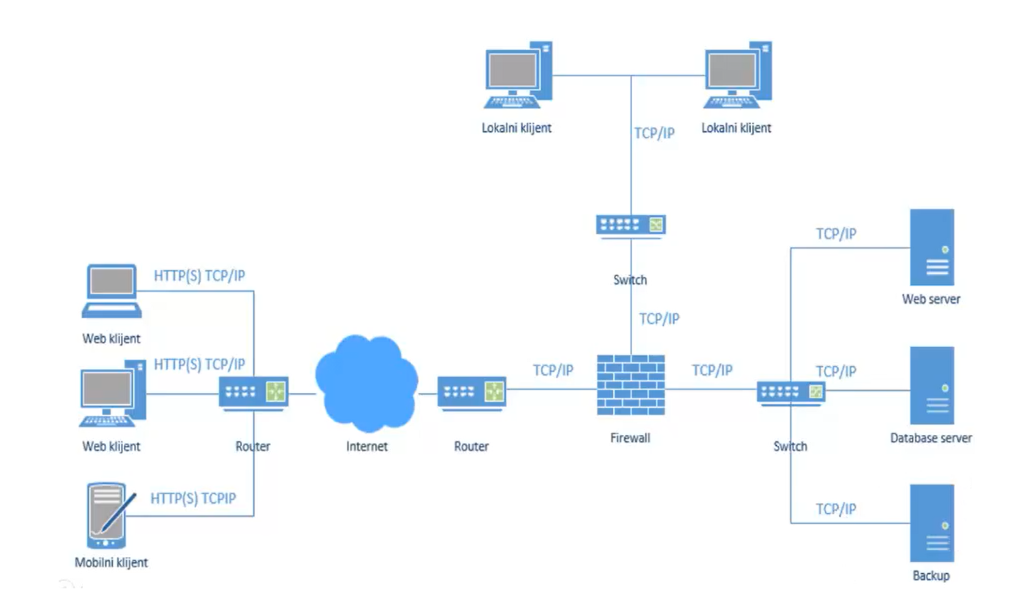 Lokalni klijent
Lokalni klijent
TCP/IP
TCP/IP
Switch
HTTP(S) TCP/IP
Web server
TCP/IP
Web klijent
HTTP(S) TCP/IP
TCP/IP
TCP/IP
TCP/IP
Web klijent
Router
Internet
Router
Firewall
Switch
Database server
HTTP(S) TCPIP
TCP/IP
Mobilni klijent
Backup